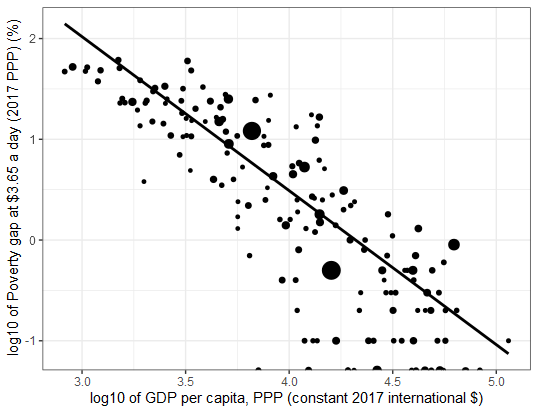 log10 of Poverty gap at $3.65 a day (2017 PPP) (%)
2
1
0
-1
3.0 3.5 4.0 4.5 5.0
log10 of GDP per capita, PPP (constant 2017 international $)